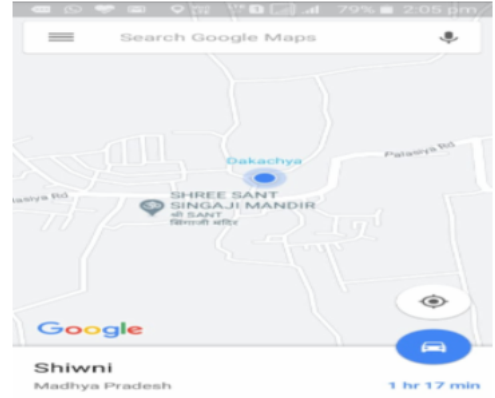 79% 2:05 pm
Search Google Maps
Dakachya
Palasiya Rd
Palasiya Rd
SHREE SANT
SINGAJI MANDIR
श्री SANT
सिंगाजी मंदिर
Google
Shiwni
Madhya Pradesh
1 hr 17 min